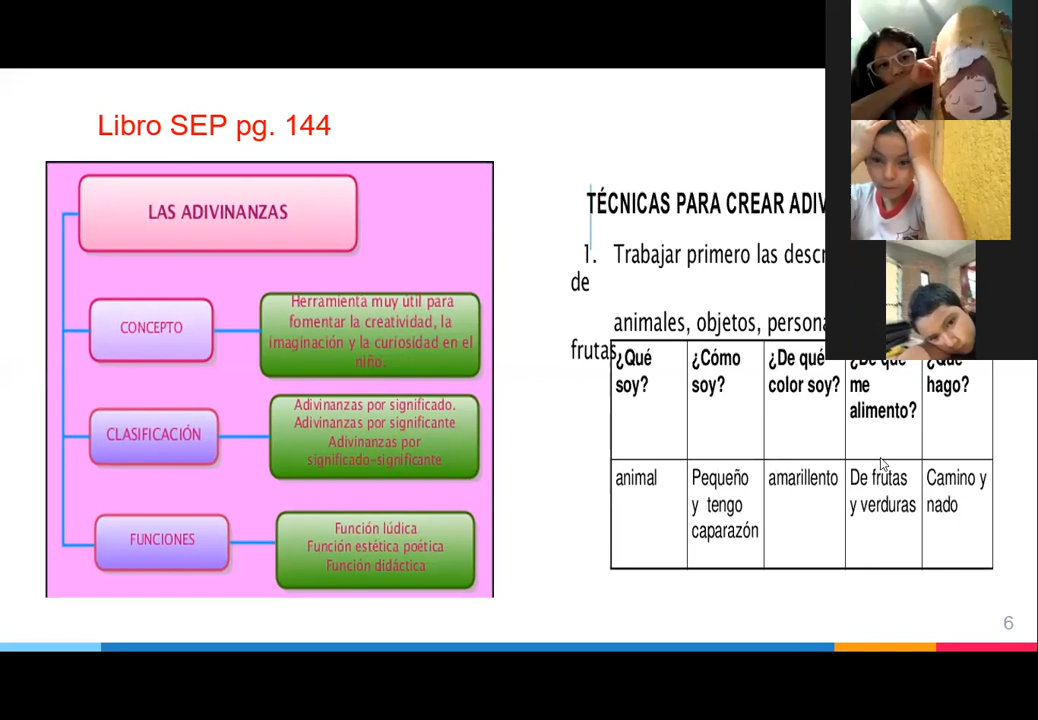 Libro SEP pg. 144
LAS ADIVINANZAS
CONCEPTO
Herramienta muy útil para
fomentar la creatividad, la
imaginación y la curiosidad en el
niño.
CLASIFICACIÓN
Adivinanzas por significado.
Adivinanzas por significante
Adivinanzas por
significado-significante
FUNCIONES
Función lúdica
Función estética poética
Función didáctica
TÉCNICAS PARA CREAR
1. Trabajar primero las
de
animales, objetos,
frutas
¿Qué
soy?
¿Cómo
soy?
¿De qué
color soy?
¿De que
me
alimento?
¿Qué
hago?
animal
Pequeño
y tengo
caparazón
amarillento
De frutas
y verduras
Camino y
nado
6